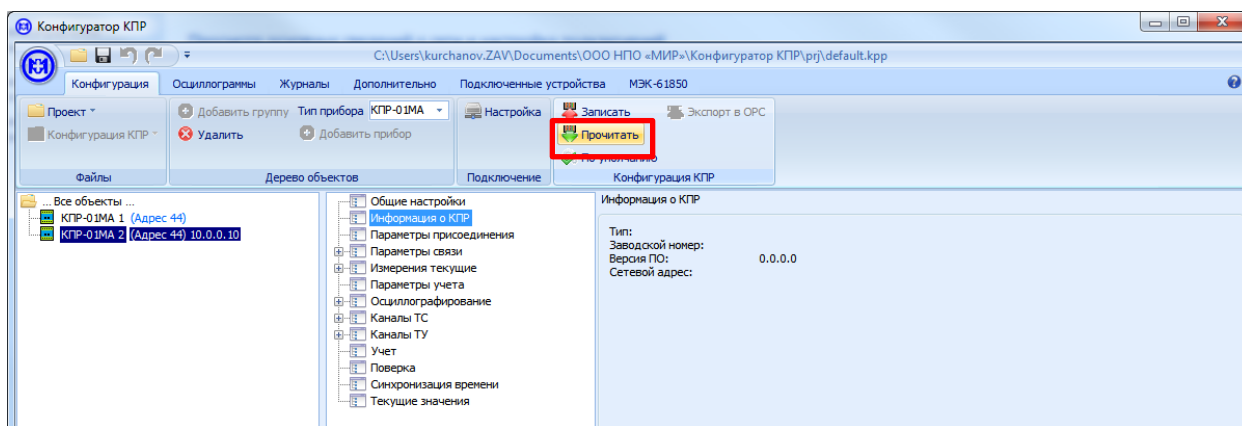 Конфигуратор КПР
C:\Users\kurchanov.ZAV\Documents\ООО НПО «МИР»\Конфигуратор КПР\prj\default.kpp
Конфигурация Осциллограммы Журналы Дополнительно Подключенные устройства МЭК-61850
Проект Добавить группу Тип прибора КПР-01МА Настройка Записать Экспорт в OPC
Конфигурация КПР Удалить Добавить прибор Прочитать
По умолчанию
Файлы Дерево объектов Подключение Конфигурация КПР
... Все объекты ...
КПР-01МА 1 (Адрес 44)
КПР-01МА 2 (Адрес 44) 10.0.0.10
Общие настройки
Информация о КПР
Параметры присоединения
Параметры связи
Измерения текущие
Параметры учета
Осциллографирование
Каналы ТС
Каналы ТУ
Учет
Поверка
Синхронизация времени
Текущие значения
Информация о КПР
Тип:
Заводской номер:
Версия ПО: 0.0.0.0
Сетевой адрес: